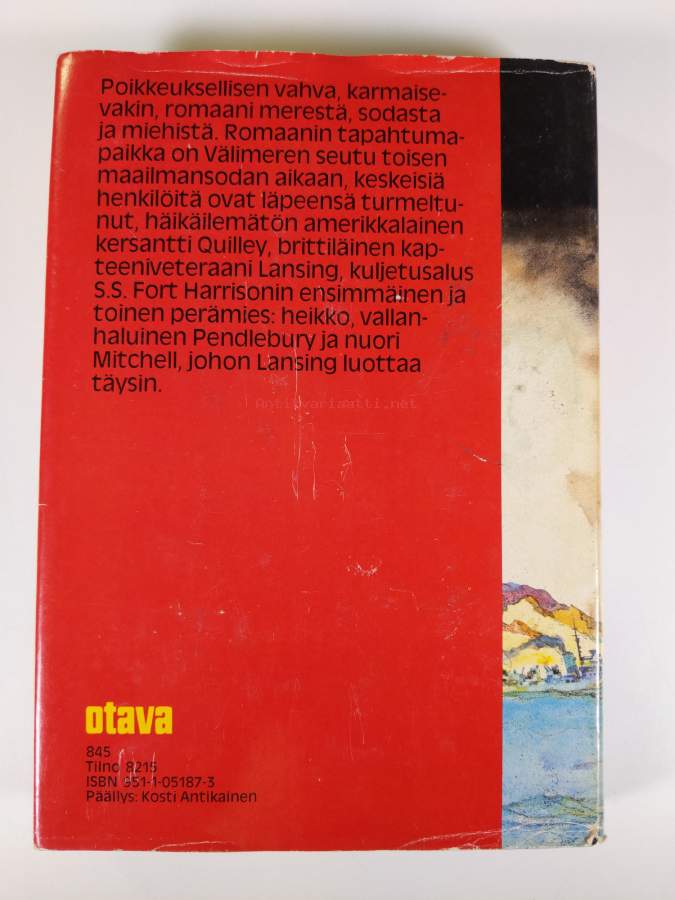 Poikkeuksellisen vahva, karmaise-
vakin, romaani merestä, sodasta
ja miehistä. Romaanin tapahtuma-
paikka on Välimeren seutu toisen
maailmansodan aikaan, keskeisiä
henkilöitä ovat läpeensä turmeltu-
nut, häikäilemätön amerikkalainen
kersantti Quilley, brittiläinen kap-
teeniveteraani Lansing, kuljetusalus
S.S. Fort Harrisonin ensimmäinen ja
toinen perämies: heikko, vallan-
haluinen Pendlebury ja nuori
Mitchell, johon Lansing luottaa
täysin.
Antikvariaatti.net
otava
845
Tilno 8215
ISBN 951-1-05187-3
Päällys: Kosti Antikainen